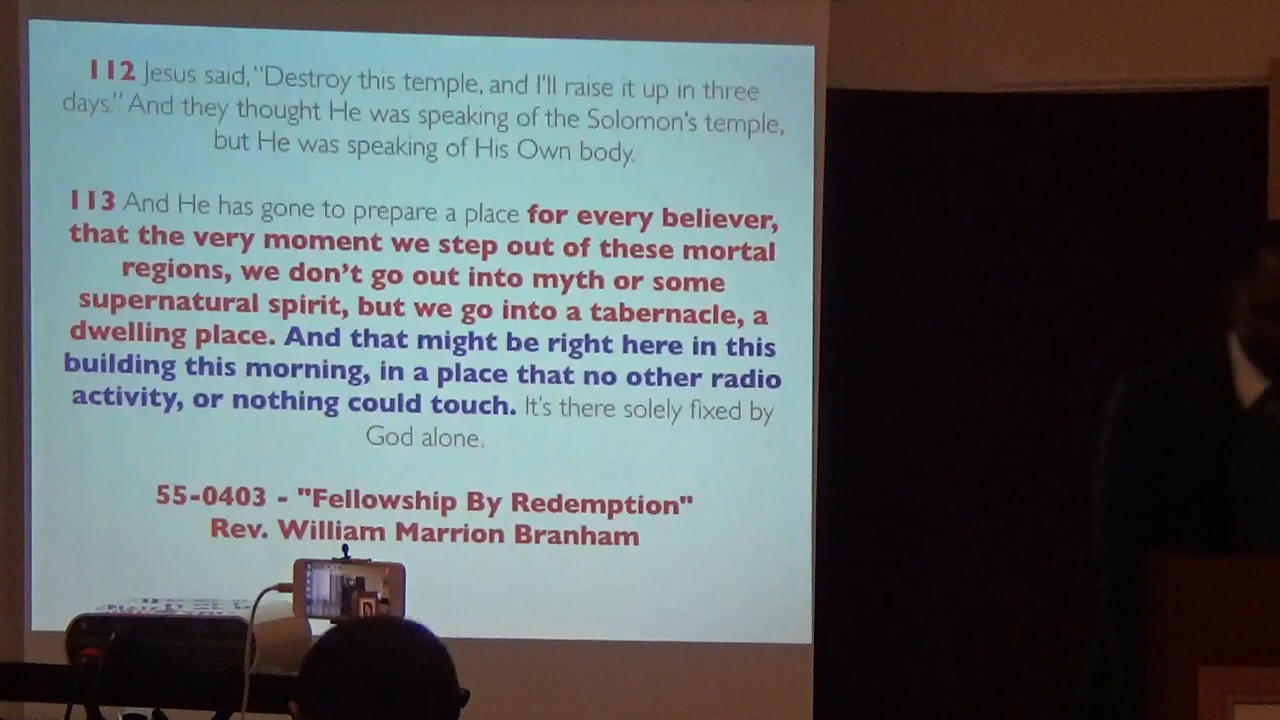 112 Jesus said, "Destroy this temple, and I'll raise it up in three
days." And they thought He was speaking of the Solomon's temple,
but He was speaking of His Own body.
113 And He has gone to prepare a place for every believer,
that the very moment we step out of these mortal
regions, we don't go out into myth or some
supernatural spirit, but we go into a tabernacle, a
dwelling place. And that might be right here in this
building this morning, in a place that no other radio
activity, or nothing could touch. It's there solely fixed by
God alone.
55-0403 - "Fellowship By Redemption"
Rev. William Marrion Branham